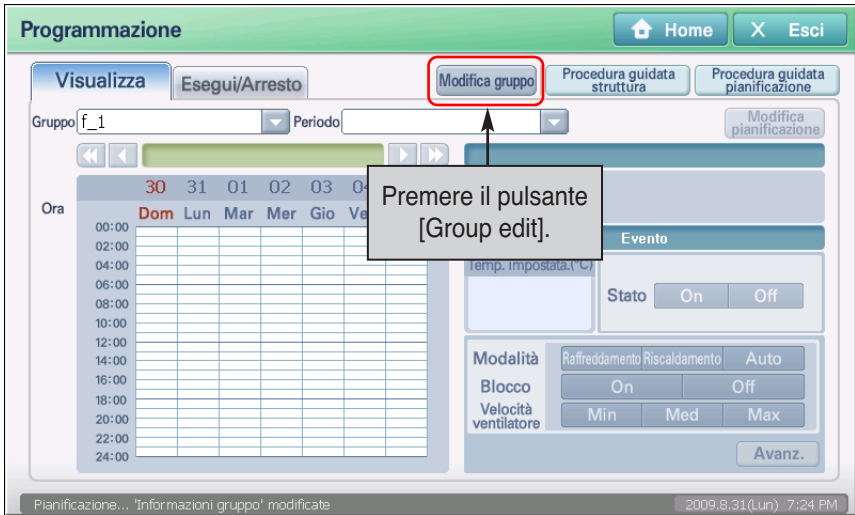 Programmazione
Home
X Esci
Visualizza
Esegui/Arresto
Modifica gruppo
Procedura guidata
struttura
Procedura guidata
pianificazione
Gruppo f_1
Periodo
Modifica
pianificazione
Premere il pulsante
[Group edit].
30 31 01 02 03
Ora
Dom Lun Mar Mer Gio
00:00
02:00
04:00
06:00
08:00
10:00
12:00
14:00
16:00
18:00
20:00
22:00
24:00
Evento
Temp. Impostata.(°C)
Stato On Off
Modalità Raffreddamento Riscaldamento Auto
Blocco On Off
Velocità
ventilatore
Min Med Max
Avanz.
Pianificazione... 'Informazioni gruppo' modificate
2009.8.31(Lun) 7:24 PM